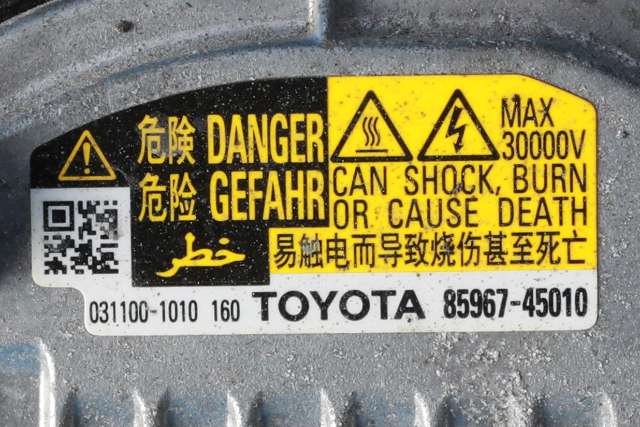 危険 DANGER
危险 GEFAHR
خطر
MAX
30000V
CAN SHOCK, BURN
OR CAUSE DEATH
易触电而导致烧伤甚至死亡
031100-1010 160 TOYOTA 85967-45010